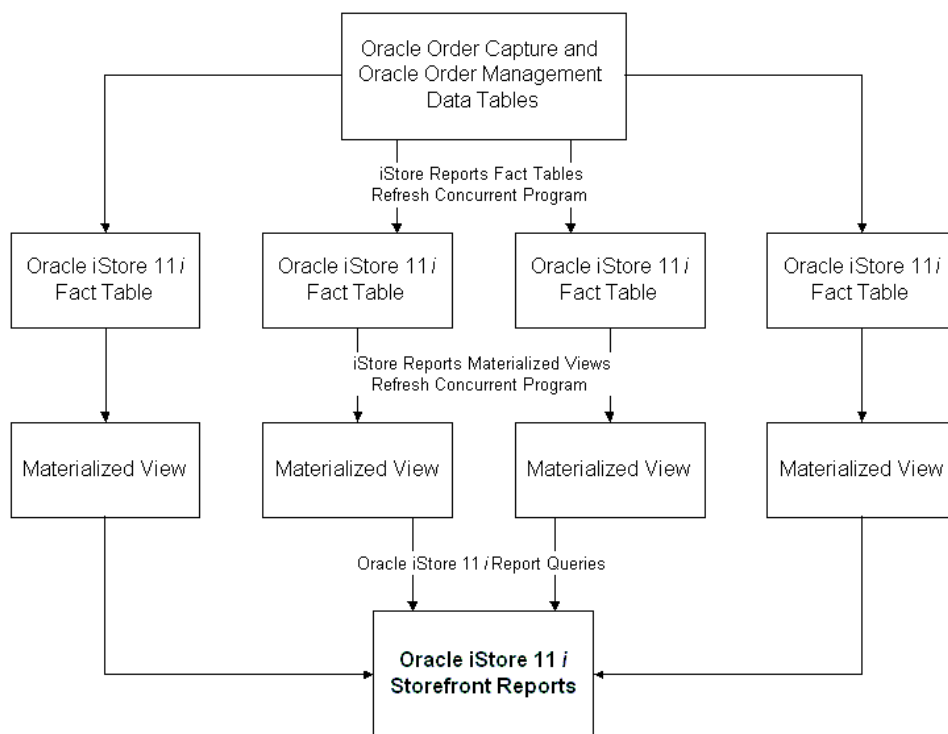 Oracle Order Capture and
Oracle Order Management
Data Tables
iStore Reports Fact Tables
Refresh Concurrent Program
Oracle iStore 11i
Fact Table
Oracle iStore 11i
Fact Table
Oracle iStore 11i
Fact Table
Oracle iStore 11i
Fact Table
iStore Reports Materialized Views
Refresh Concurrent Program
Materialized View
Materialized View
Materialized View
Materialized View
Oracle iStore 11i Report Queries
Oracle iStore 11i
Storefront Reports